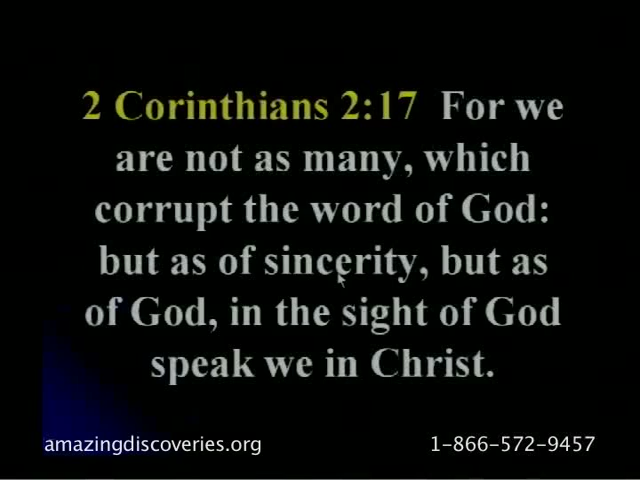 2 Corinthians 2:17 For we
are not as many, which
corrupt the word of God:
but as of sincerity, but as
of God, in the sight of God
speak we in Christ.
amazingdiscoveries.org 1-866-572-9457